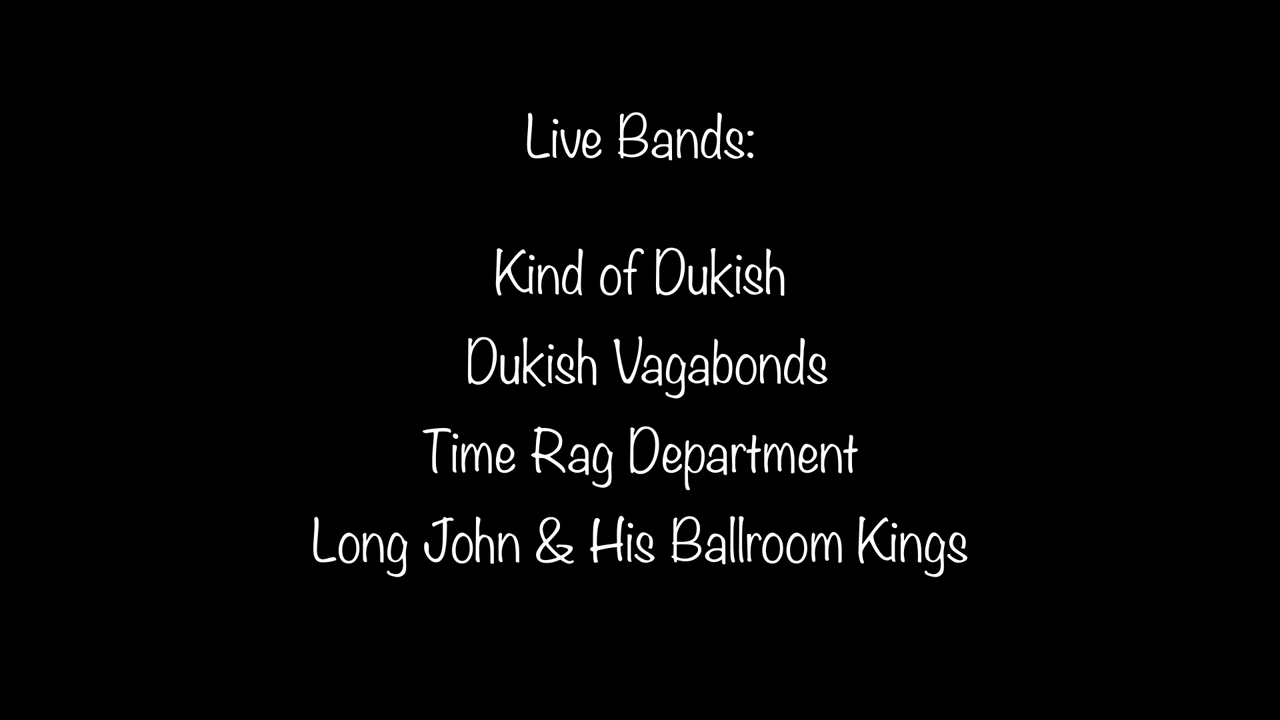 Live Bands:
Kind of Dukish
Dukish Vagabonds
Time Rag Department
Long John & His Ballroom Kings